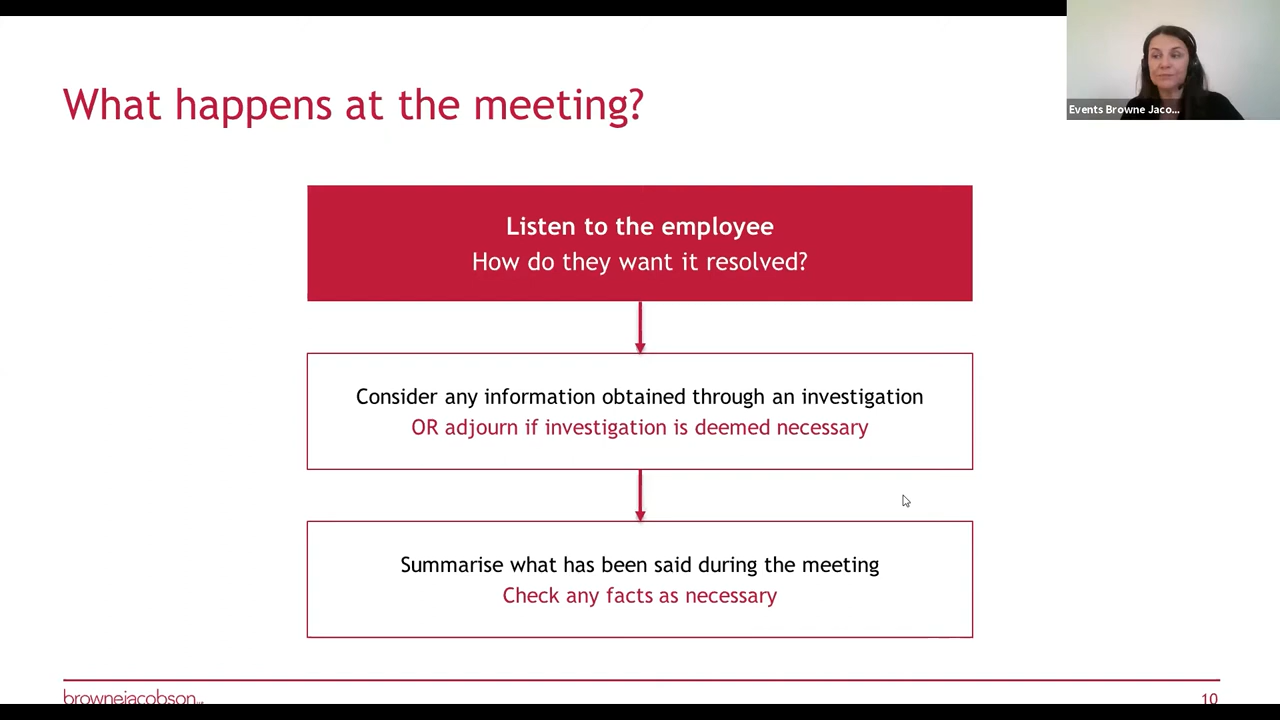 What happens at the meeting?
Events Browne Jaco...
Listen to the employee
How do they want it resolved?
Consider any information obtained through an investigation
OR adjourn if investigation is deemed necessary
Summarise what has been said during the meeting
Check any facts as necessary
brownejacobson
10